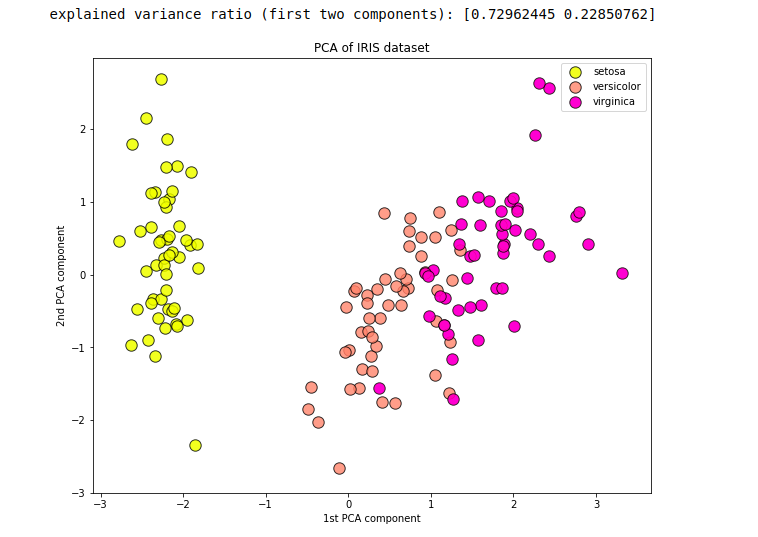 explained variance ratio (first two components): [0.72962445 0.22850762]
PCA of IRIS dataset
setosa
versicolor
virginica
2nd PCA component
2
1
0
−1
−2
−3
−3 −2 −1 0 1 2 3
1st PCA component